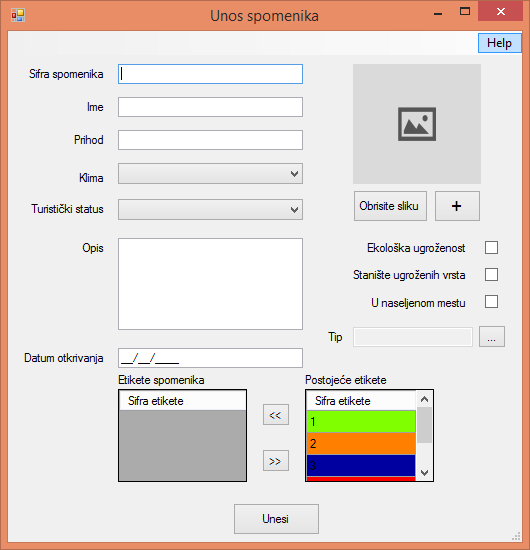 Unos spomenika
Help
Sifra spomenika
Ime
Prihod
Klima
Turistički status
Obrisite sliku
+
Opis
Ekološka ugroženost
Stanište ugroženih vrsta
U naseljenom mestu
Tip
...
Datum otkrivanja
__/__/____
Etikete spomenika
Postojeće etikete
Sifra etikete
Sifra etikete
<<
>>
1
2
3
Unesi